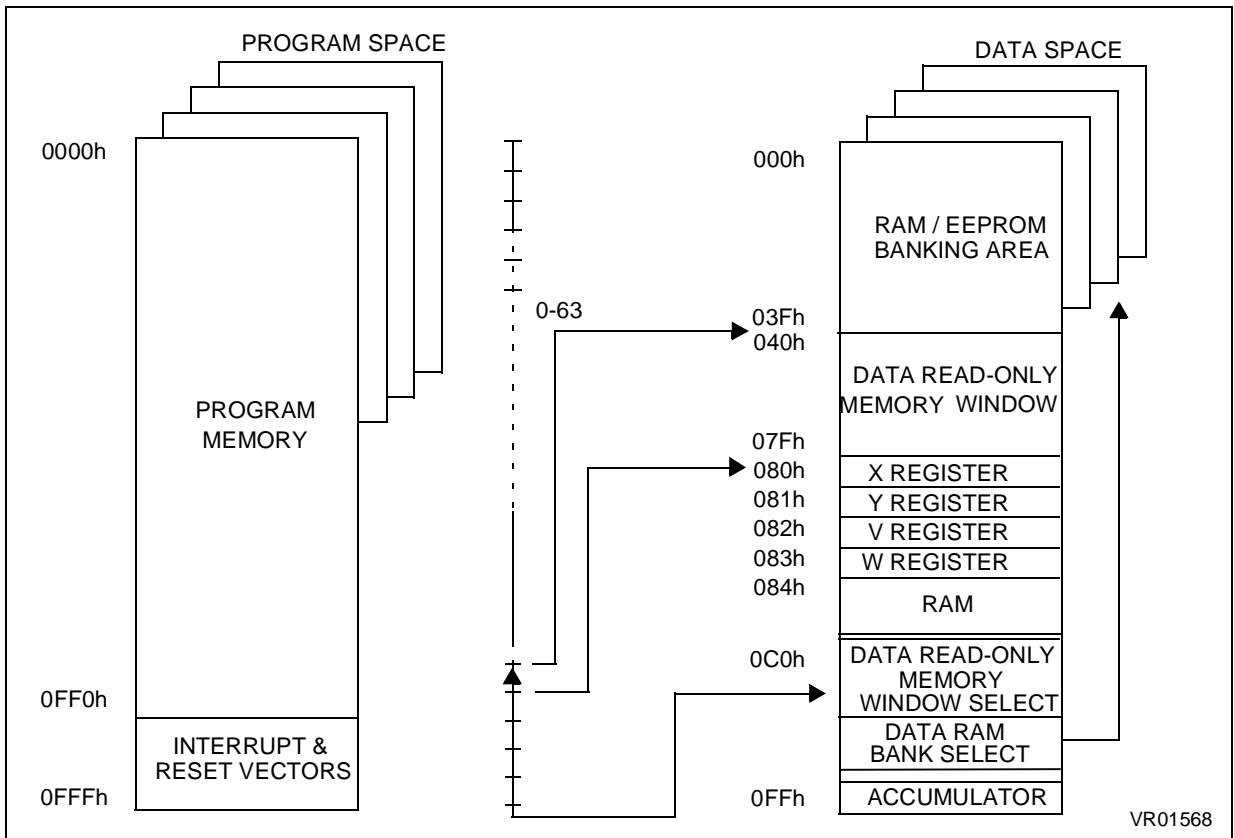 PROGRAM SPACE
0000h
PROGRAM
MEMORY
0FF0h
INTERRUPT &
RESET VECTORS
0FFFh
0-63
DATA SPACE
000h
RAM / EEPROM
BANKING AREA
03Fh
040h
DATA READ-ONLY
MEMORY WINDOW
07Fh
080h
X REGISTER
081h
Y REGISTER
082h
V REGISTER
083h
W REGISTER
084h
RAM
0C0h
DATA READ-ONLY
MEMORY
WINDOW SELECT
DATA RAM
BANK SELECT
0FFh
ACCUMULATOR
VR01568